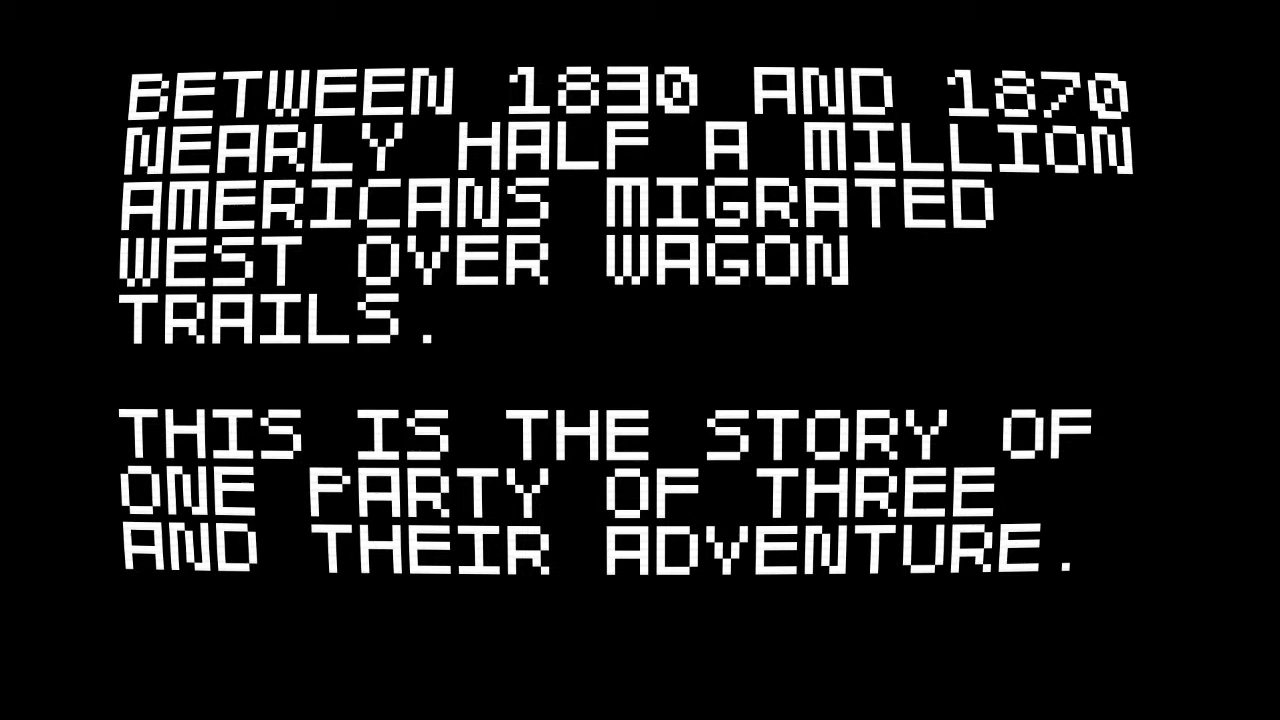 BETWEEN 1830 AND 1870
NEARLY HALF A MILLION
AMERICANS MIGRATED
WEST OVER WAGON
TRAILS.
THIS IS THE STORY OF
ONE PARTY OF THREE
AND THEIR ADVENTURE.